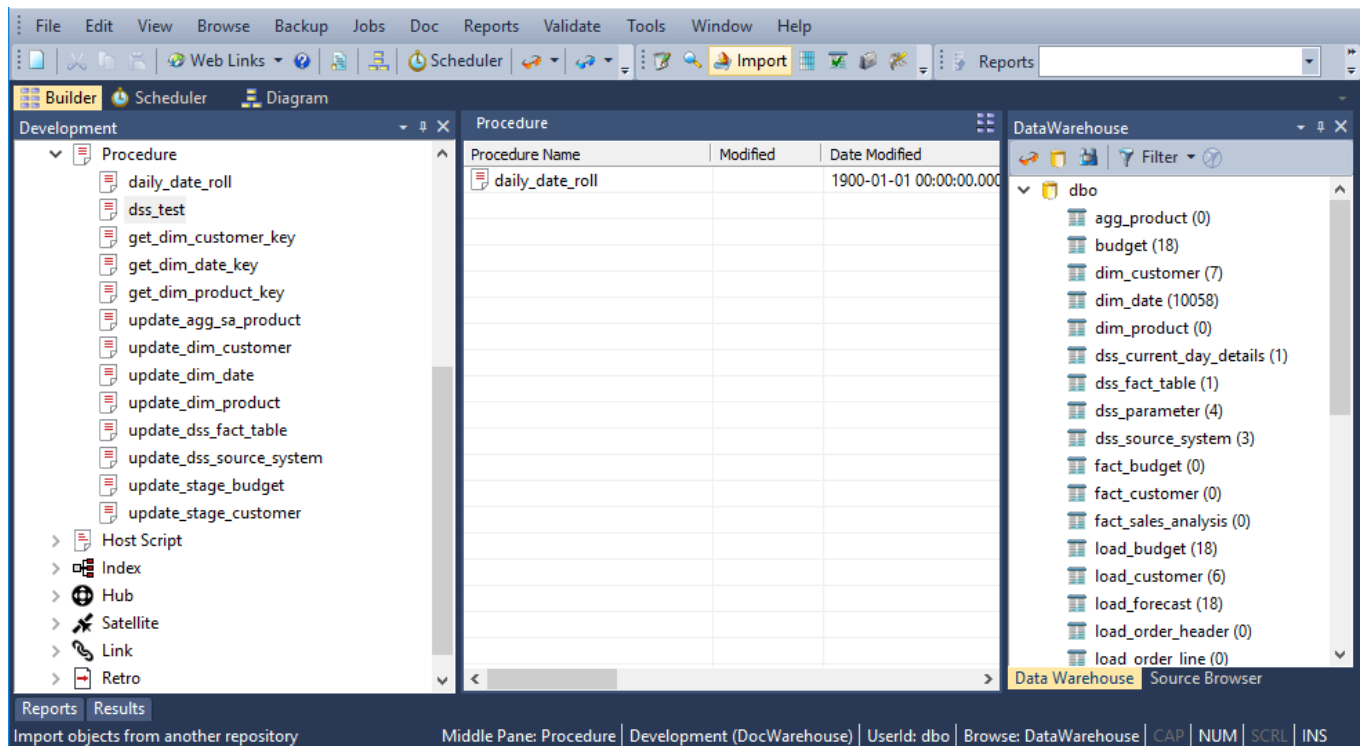 File Edit View Browse Backup Jobs Doc Reports Validate Tools Window Help
Web Links Scheduler Import Reports
Builder Scheduler Diagram
Development
Procedure
daily_date_roll
dss_test
get_dim_customer_key
get_dim_date_key
get_dim_product_key
update_agg_sa_product
update_dim_customer
update_dim_date
update_dim_product
update_dss_fact_table
update_dss_source_system
update_stage_budget
update_stage_customer
Host Script
Index
Hub
Satellite
Link
Retro
Procedure
Procedure Name Modified Date Modified
daily_date_roll 1900-01-01 00:00:00.000
DataWarehouse
Filter
dbo
agg_product (0)
budget (18)
dim_customer (7)
dim_date (10058)
dim_product (0)
dss_current_day_details (1)
dss_fact_table (1)
dss_parameter (4)
dss_source_system (3)
fact_budget (0)
fact_customer (0)
fact_sales_analysis (0)
load_budget (18)
load_customer (6)
load_forecast (18)
load_order_header (0)
load_order_line (0)
Data Warehouse Source Browser
Reports Results
Import objects from another repository Middle Pane: Procedure Development (DocWarehouse) UserId: dbo Browse: DataWarehouse CAP NUM SCRL INS